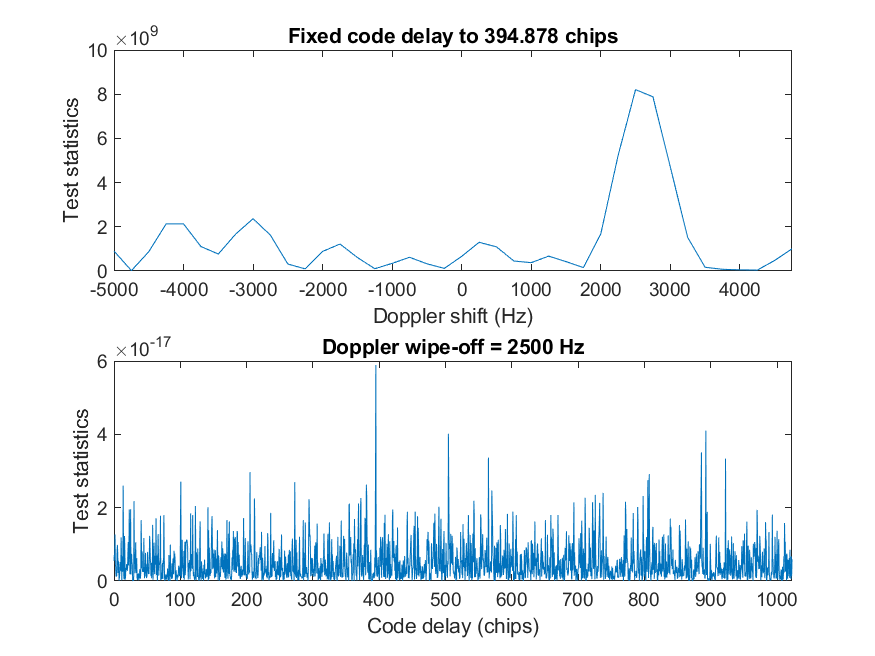 Fixed code delay to 394.878 chips
×10^9
10
8
6
4
2
0
Test statistics
-5000 -4000 -3000 -2000 -1000 0 1000 2000 3000 4000
Doppler shift (Hz)
Doppler wipe-off = 2500 Hz
×10^-17
6
4
2
0
Test statistics
0 100 200 300 400 500 600 700 800 900 1000
Code delay (chips)